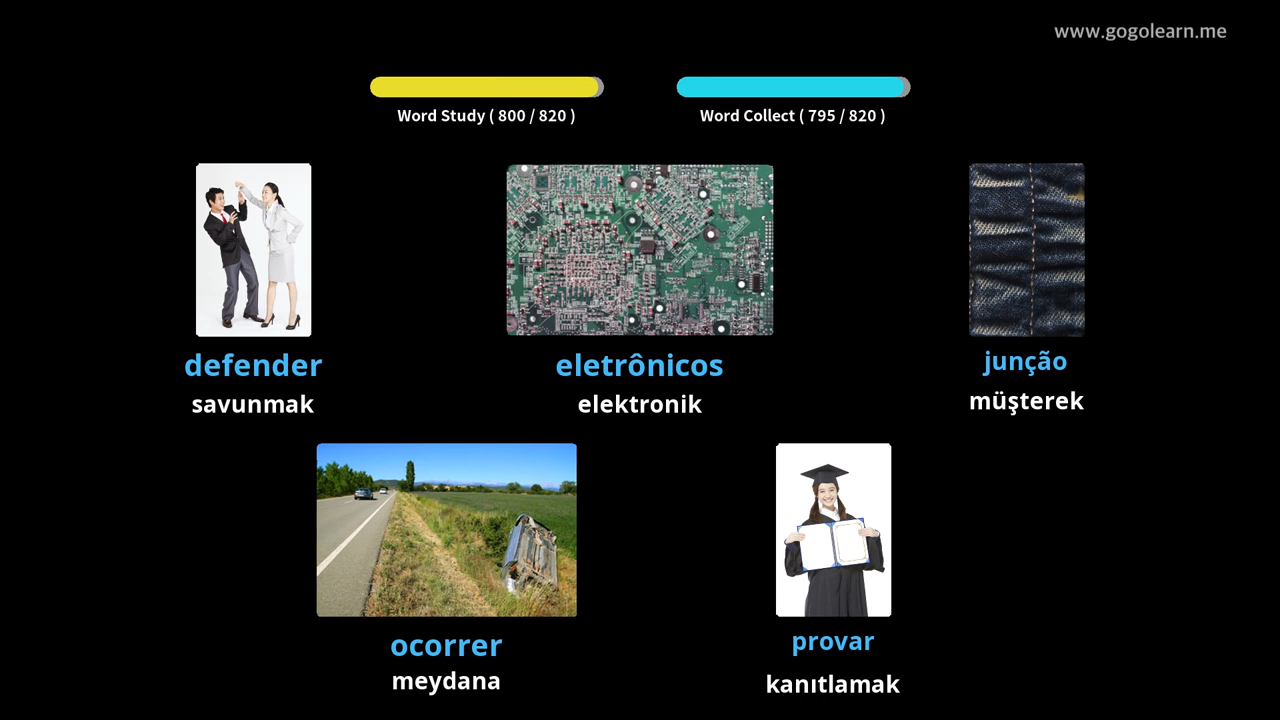 www.gogolearn.me
Word Study ( 800 / 820 )
Word Collect ( 795 / 820 )
defender
savunmak
eletrônicos
elektronik
junção
müşterek
ocorrer
meydana
provar
kanıtlamak